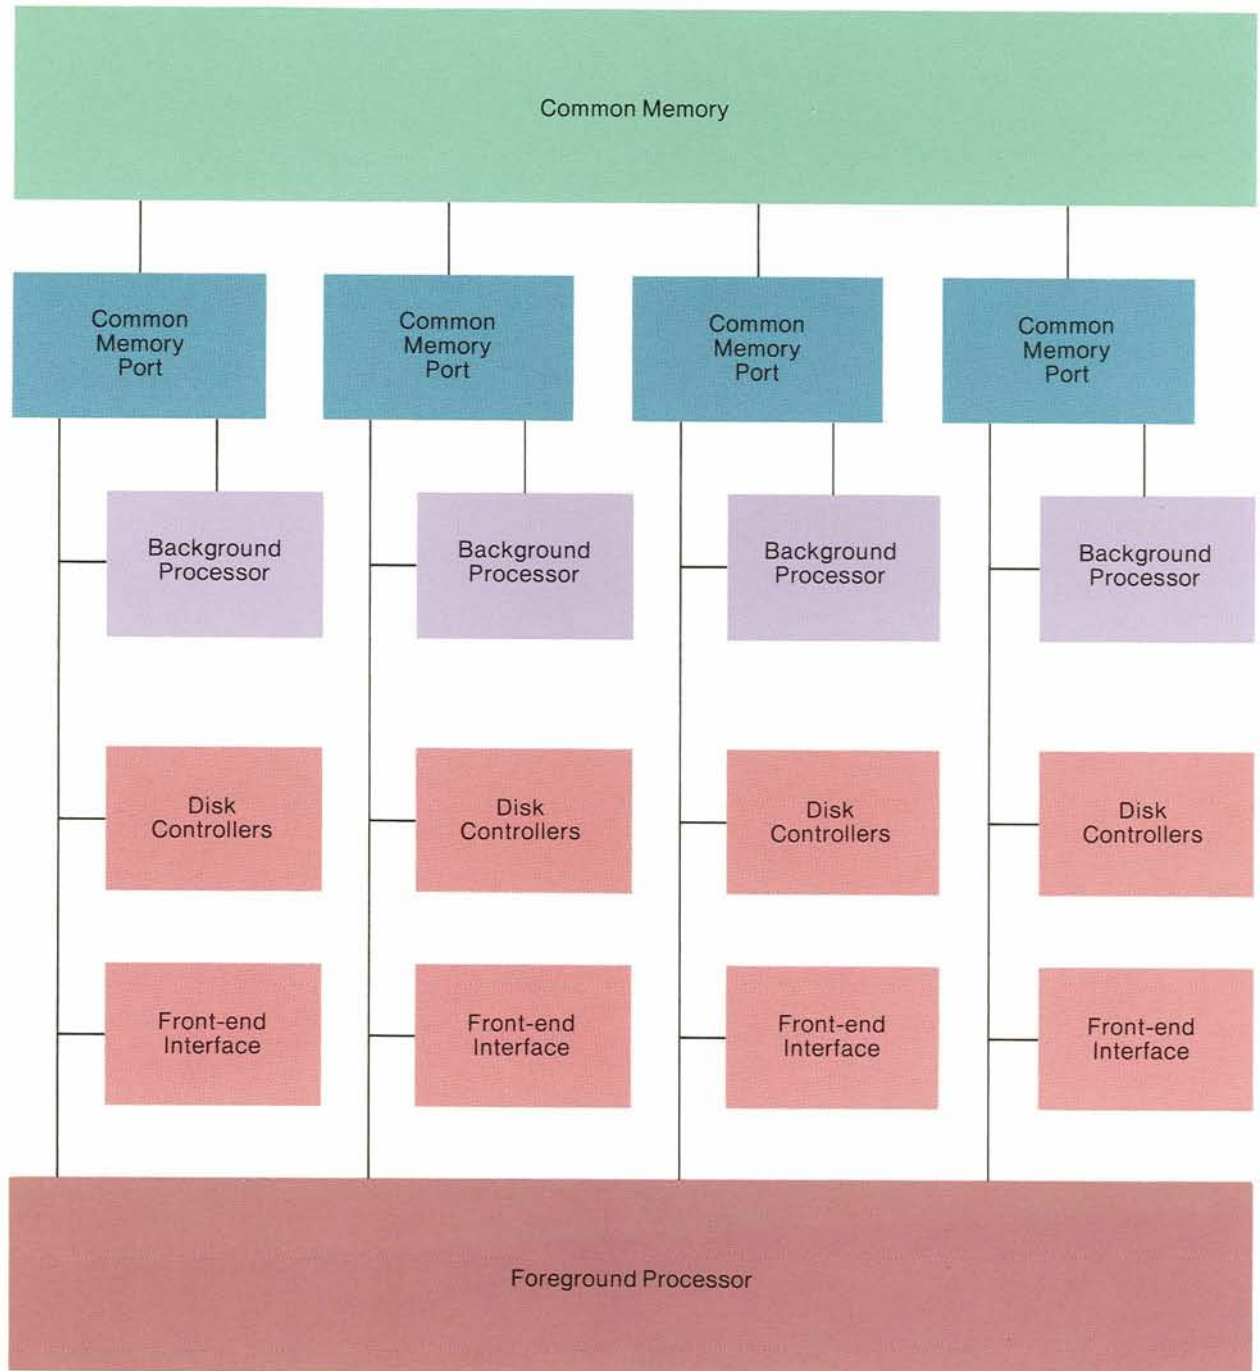 Common Memory
Common
Memory
Port
Common
Memory
Port
Common
Memory
Port
Common
Memory
Port
Background
Processor
Background
Processor
Background
Processor
Background
Processor
Disk
Controllers
Disk
Controllers
Disk
Controllers
Disk
Controllers
Front-end
Interface
Front-end
Interface
Front-end
Interface
Front-end
Interface
Foreground Processor